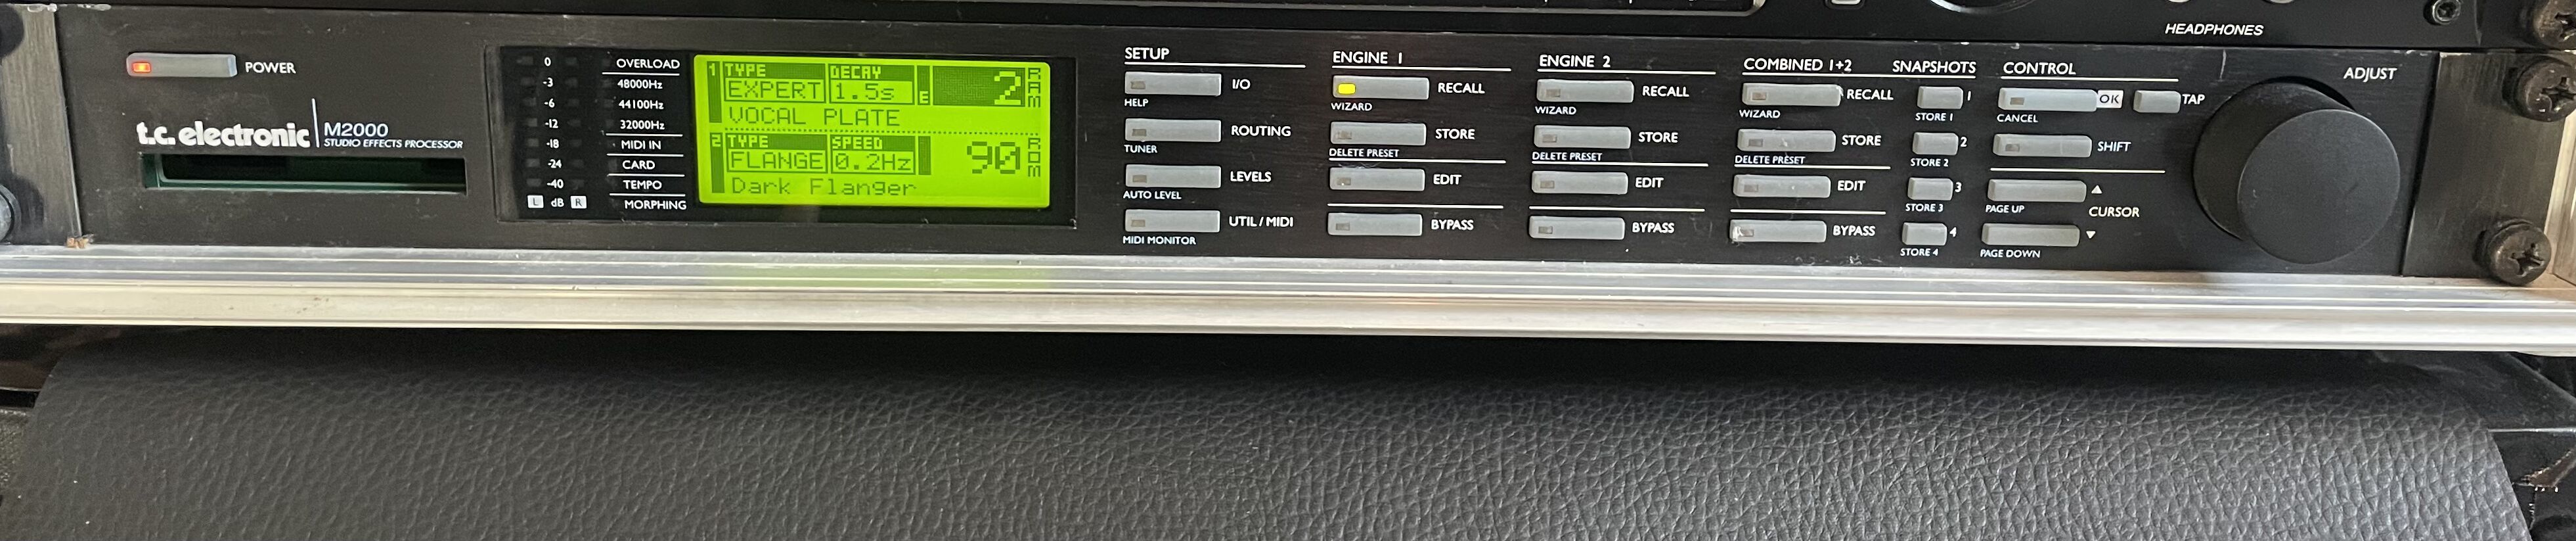 HEADPHONES
POWER
t.c. electronic
M2000
STUDIO EFFECTS PROCESSOR
0
-3
-6
-12
-18
-24
-40
L dB R
OVERLOAD
48000Hz
44100Hz
32000Hz
MIDI IN
CARD
TEMPO
MORPHING
1 TYPE DECAY
EXPERT 1.5s E 2 RAM
VOCAL PLATE
2 TYPE SPEED
FLANGE 0.2Hz 90 ROM
Dark Flanger
SETUP
I/O
HELP
ROUTING
TUNER
LEVELS
AUTO LEVEL
UTIL/MIDI
MIDI MONITOR
ENGINE 1
RECALL
WIZARD
STORE
DELETE PRESET
EDIT
BYPASS
ENGINE 2
RECALL
WIZARD
STORE
DELETE PRESET
EDIT
BYPASS
COMBINED 1+2
RECALL
WIZARD
STORE
DELETE PRESET
EDIT
BYPASS
SNAPSHOTS
1
STORE 1
2
STORE 2
3
STORE 3
4
STORE 4
CONTROL
OK
TAP
CANCEL
SHIFT
PAGE UP
CURSOR
PAGE DOWN
ADJUST